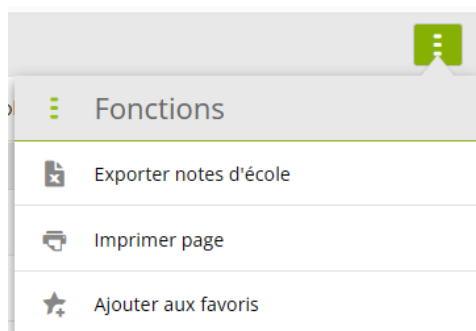 Fonctions
Exporter notes d'école
Imprimer page
Ajouter aux favoris